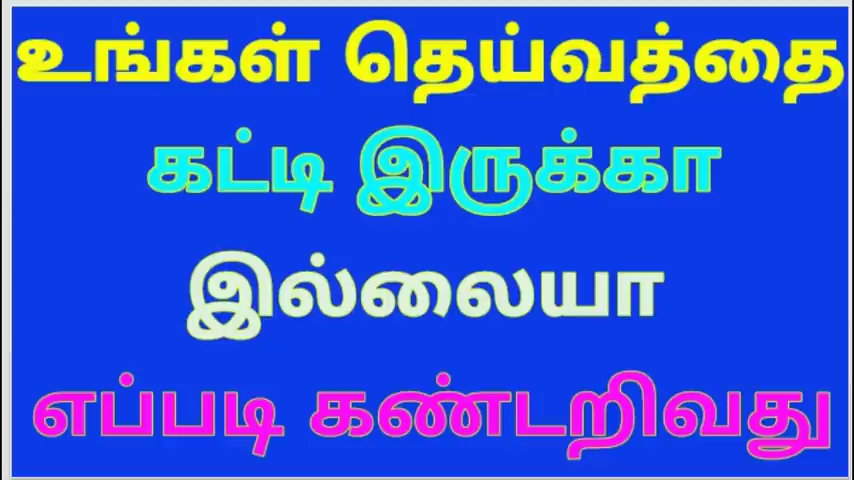 உங்கள் தெய்வத்தை
கட்டி இருக்கா
இல்லையா
எப்படி கண்டறிவது